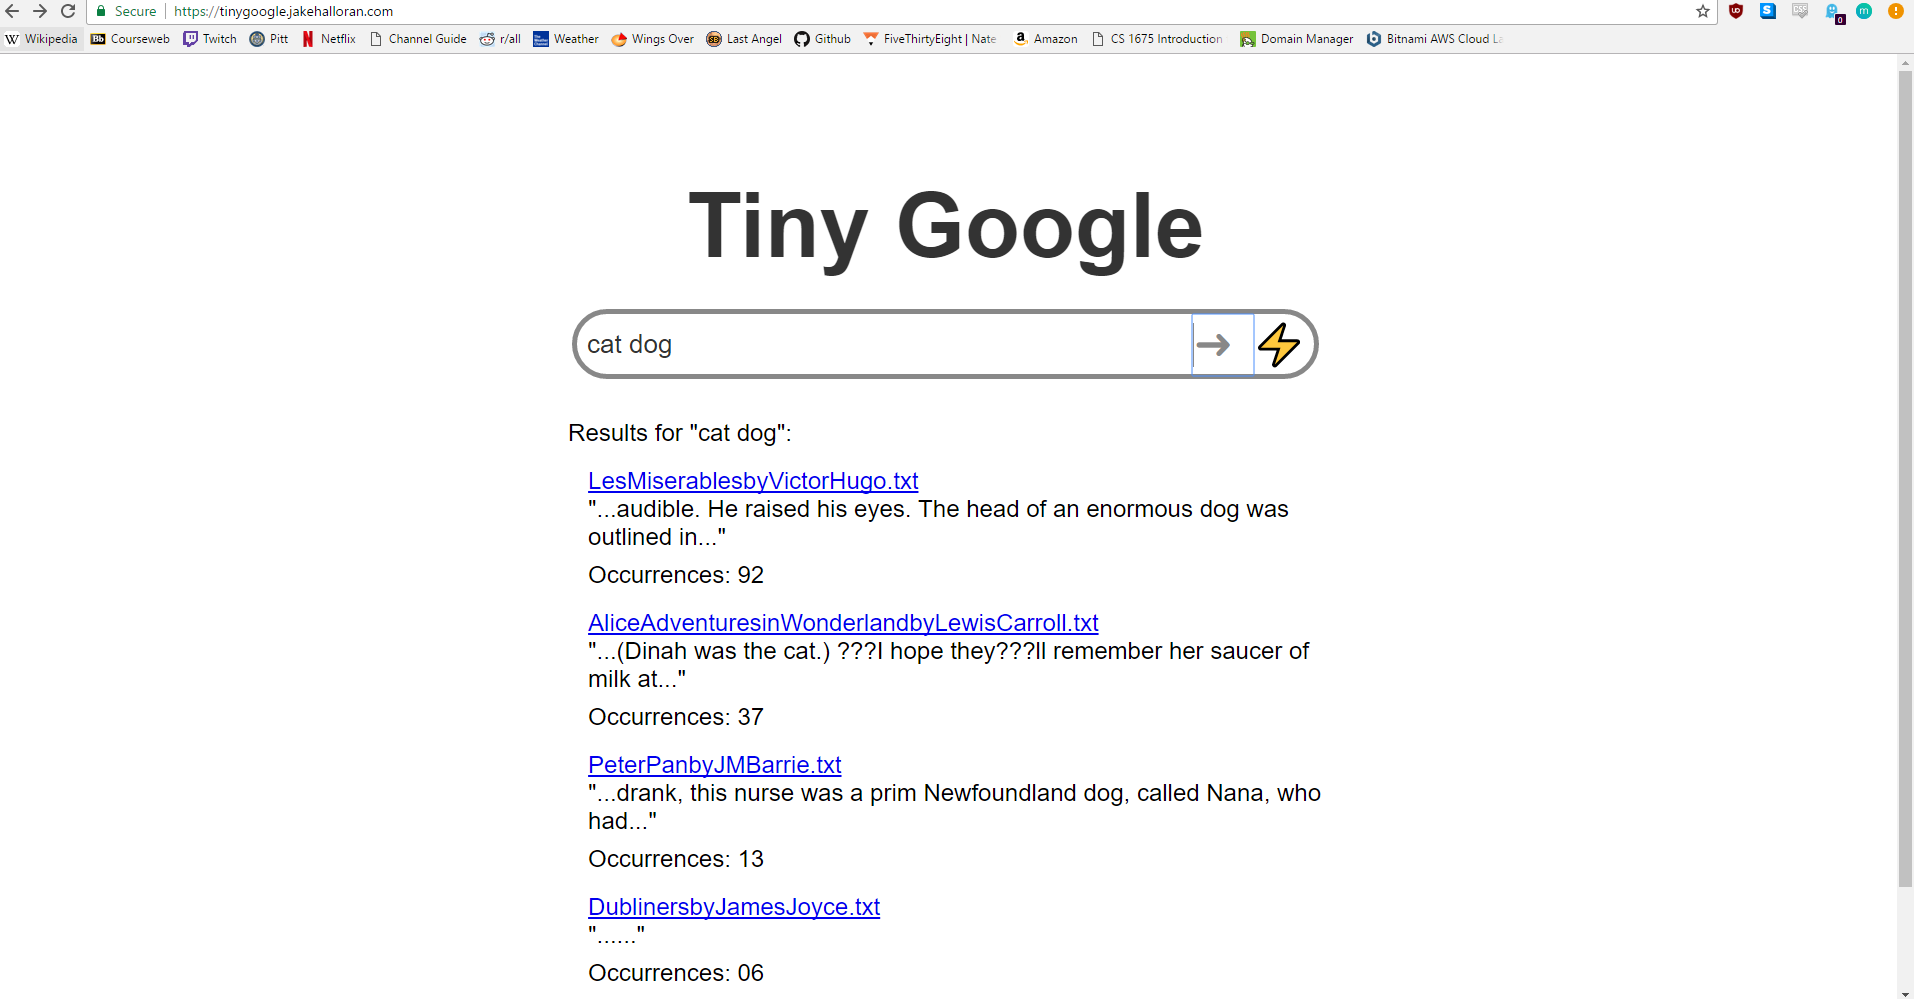 Secure https://tinygoogle.jakehalloran.com
Wikipedia Courseweb Twitch Pitt Netflix Channel Guide r/all Weather Wings Over Last Angel Github FiveThirtyEight | Nate Amazon CS 1675 Introduction Domain Manager Bitnami AWS Cloud La
Tiny Google
cat dog
Results for "cat dog":
LesMiserablesbyVictorHugo.txt
"...audible. He raised his eyes. The head of an enormous dog was
outlined in..."
Occurrences: 92
AliceAdventuresinWonderlandbyLewisCarroll.txt
"...(Dinah was the cat.) ???I hope they???ll remember her saucer of
milk at..."
Occurrences: 37
PeterPanbyJMBarrie.txt
"...drank, this nurse was a prim Newfoundland dog, called Nana, who
had..."
Occurrences: 13
DublinersbyJamesJoyce.txt
"......"
Occurrences: 06